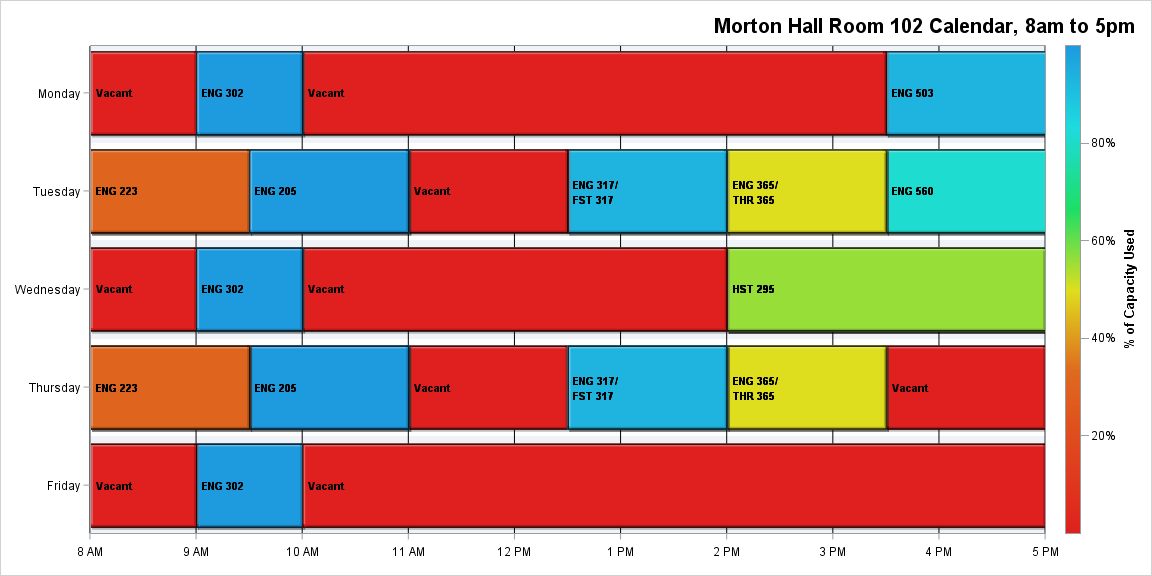 Morton Hall Room 102 Calendar, 8am to 5pm
Monday
Vacant
ENG 302
Vacant
ENG 503
Tuesday
ENG 223
ENG 205
Vacant
ENG 317/
FST 317
ENG 365/
THR 365
ENG 560
Wednesday
Vacant
ENG 302
Vacant
HST 295
Thursday
ENG 223
ENG 205
Vacant
ENG 317/
FST 317
ENG 365/
THR 365
Vacant
Friday
Vacant
ENG 302
Vacant
8 AM
9 AM
10 AM
11 AM
12 PM
1 PM
2 PM
3 PM
4 PM
5 PM
80%
60%
40%
20%
% of Capacity Used